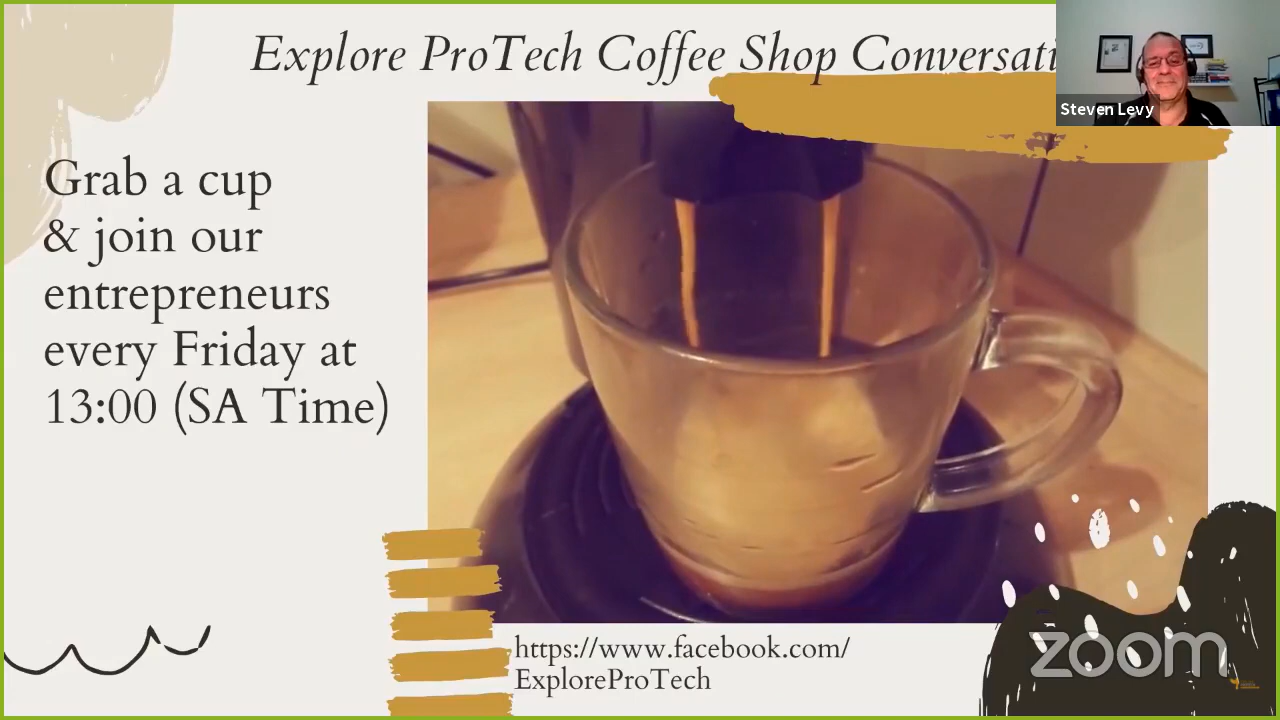 Explore ProTech Coffee Shop Conversati
Steven Levy
Grab a cup
& join our
entrepreneurs
every Friday at
13:00 (SA Time)
https://www.facebook.com/
ExploreProTech
zoom